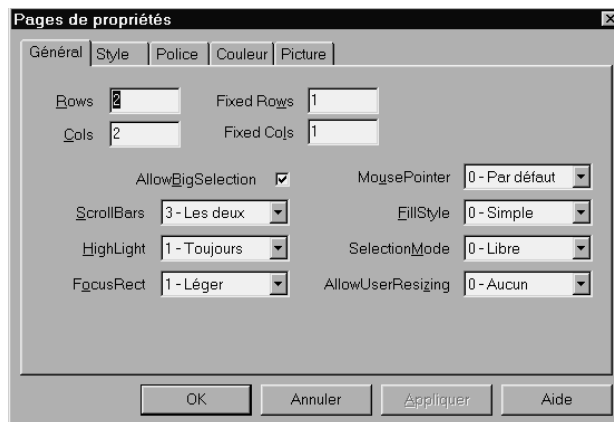 Pages de propriétés
Général Style Police Couleur Picture
Rows 2 Fixed Rows 1
Cols 2 Fixed Cols 1
AllowBigSelection MousePointer 0 - Par défaut
ScrollBars 3 - Les deux FillStyle 0 - Simple
HighLight 1 - Toujours SelectionMode 0 - Libre
FocusRect 1 - Léger AllowUserResizing 0 - Aucun
OK Annuler Appliquer Aide